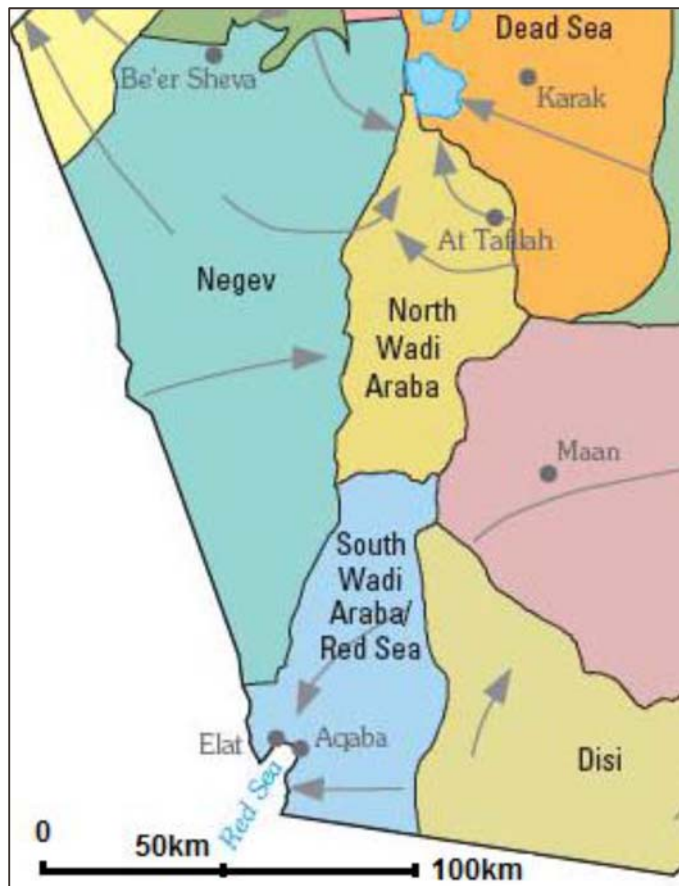 Dead Sea
Be'er Sheva
Karak
At Tafilah
Negev
North
Wadi
Araba
Maan
South
Wadi
Araba/
Red Sea
Elat
Aqaba
Disi
Red Sea
0
50km
100km